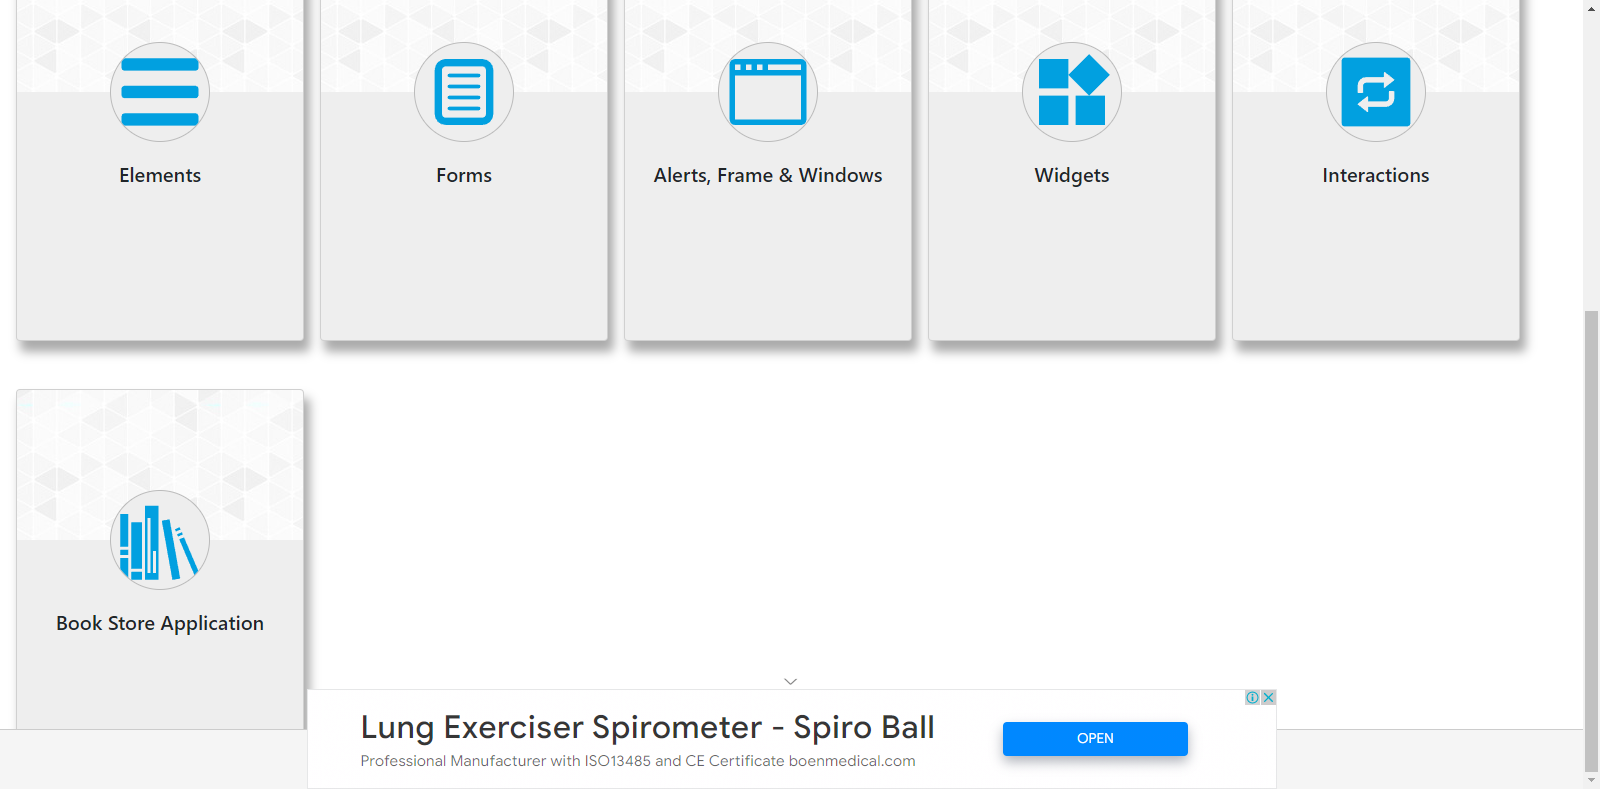 Elements
Forms
Alerts, Frame & Windows
Widgets
Interactions
Book Store Application
Lung Exerciser Spirometer - Spiro Ball
Professional Manufacturer with ISO13485 and CE Certificate boenmedical.com
OPEN